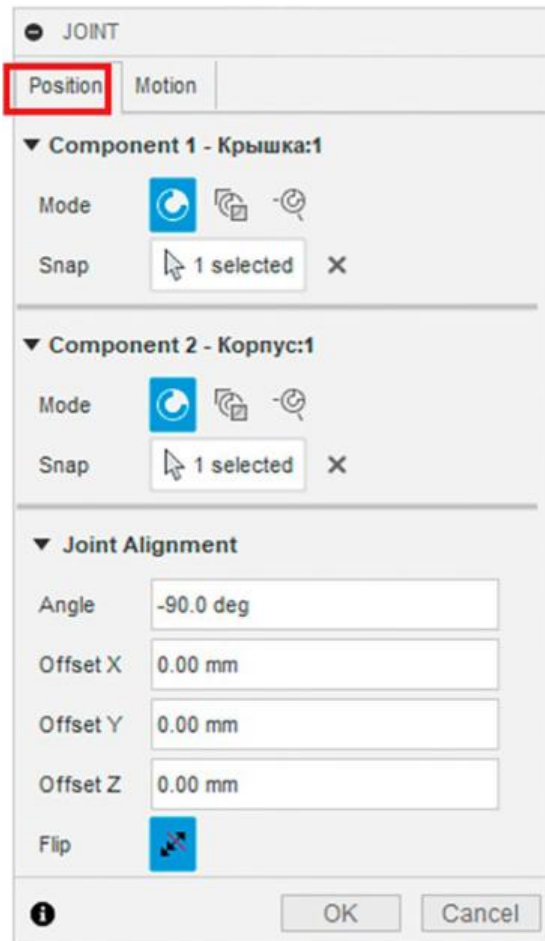 JOINT
Position Motion
Component 1 - Крышка:1
Mode
Snap 1 selected
Component 2 - Корпус:1
Mode
Snap 1 selected
Joint Alignment
Angle -90.0 deg
Offset X 0.00 mm
Offset Y 0.00 mm
Offset Z 0.00 mm
Flip
OK Cancel